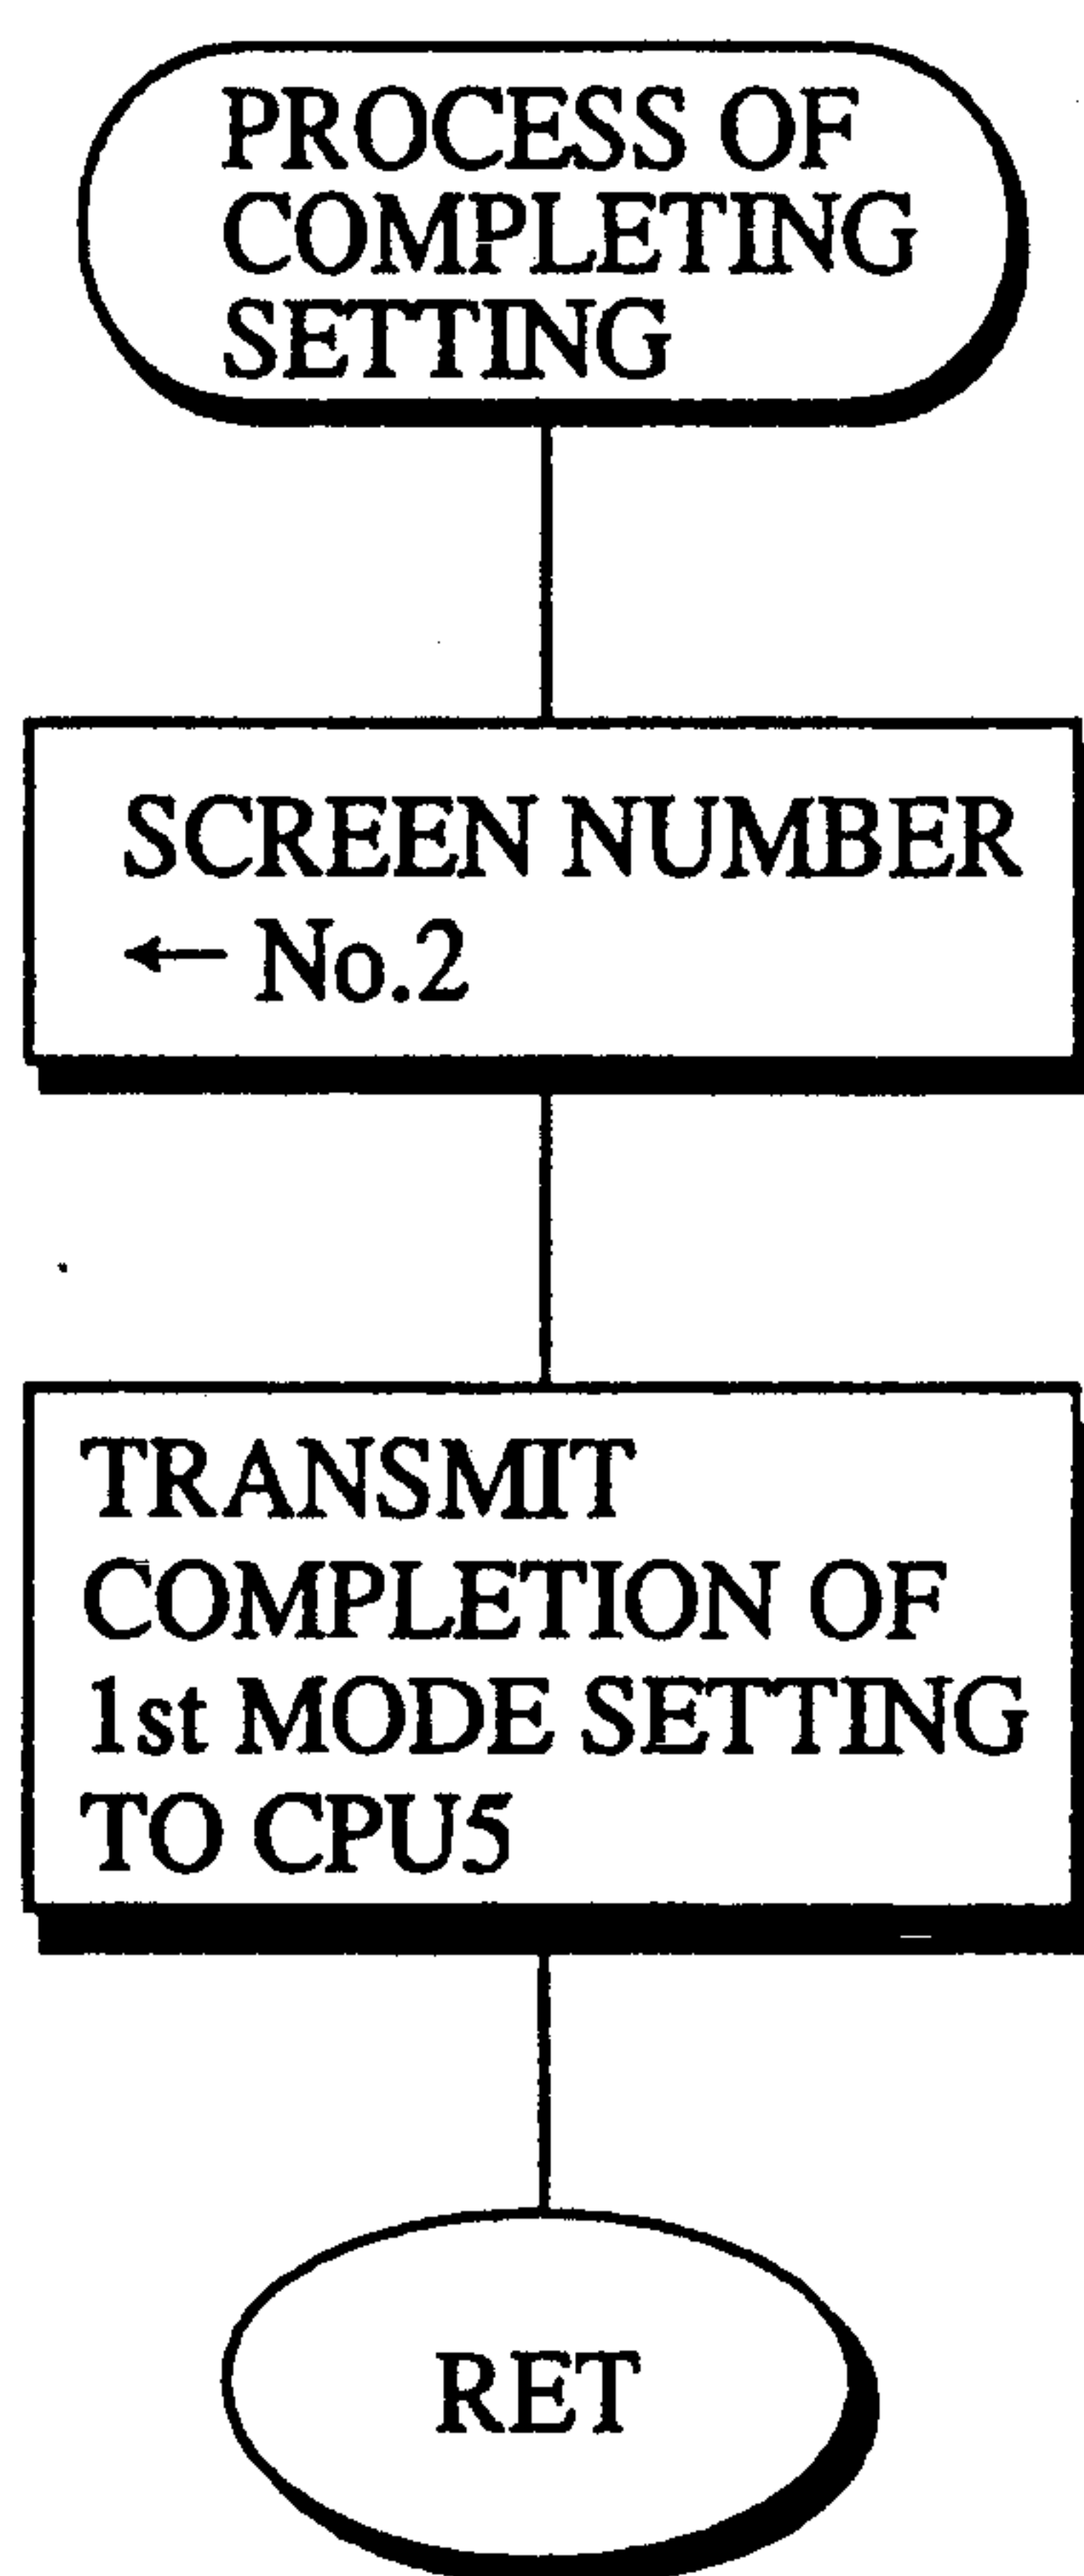 PROCESS OF
COMPLETING
SETTING
SCREEN NUMBER
← No.2
TRANSMIT
COMPLETION OF
1st MODE SETTING
TO CPU5
RET